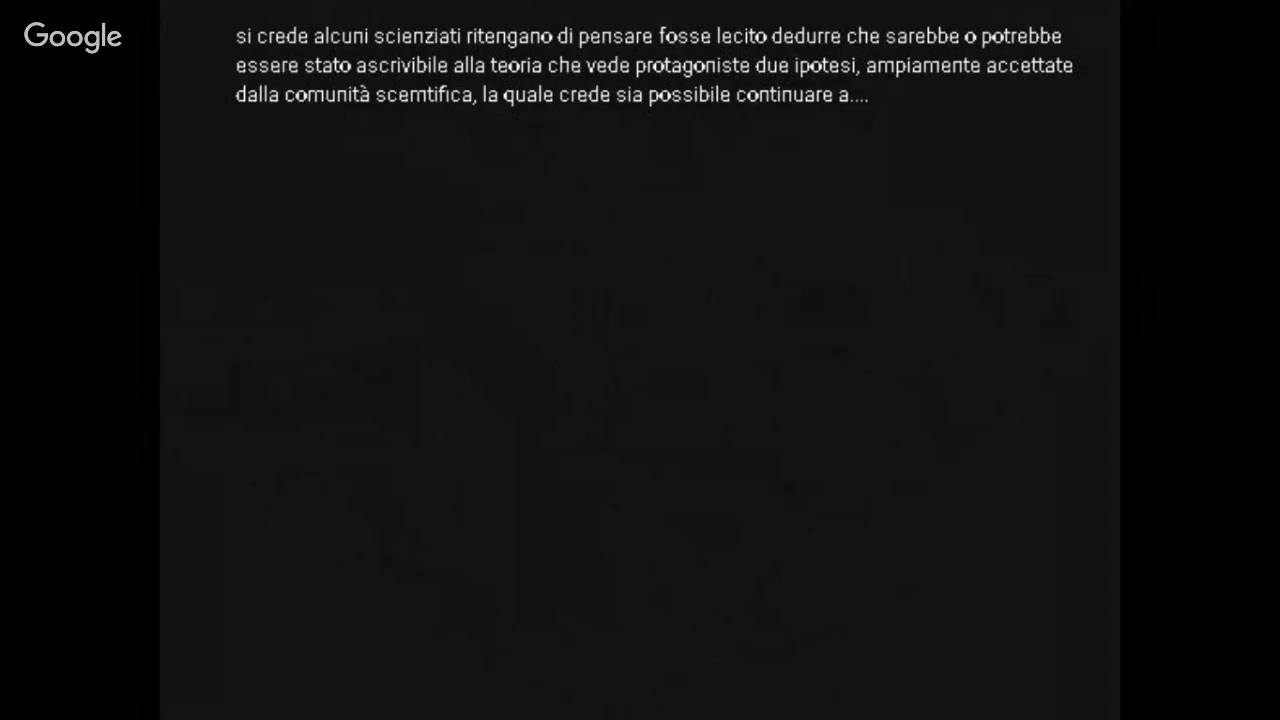 Google
si crede alcuni scienziati ritengano di pensare fosse lecito dedurre che sarebbe o potrebbe
essere stato ascrivibile alla teoria che vede protagoniste due ipotesi, ampiamente accettate
dalla comunità scemtifica, la quale crede sia possibile continuare a....